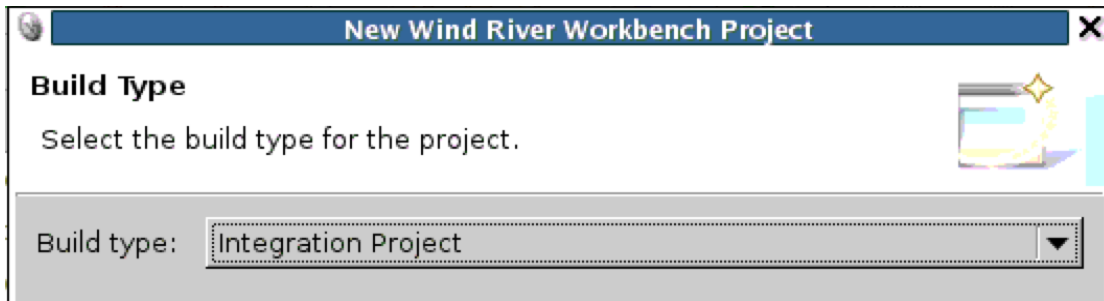 New Wind River Workbench Project
Build Type
Select the build type for the project.
Build type: Integration Project